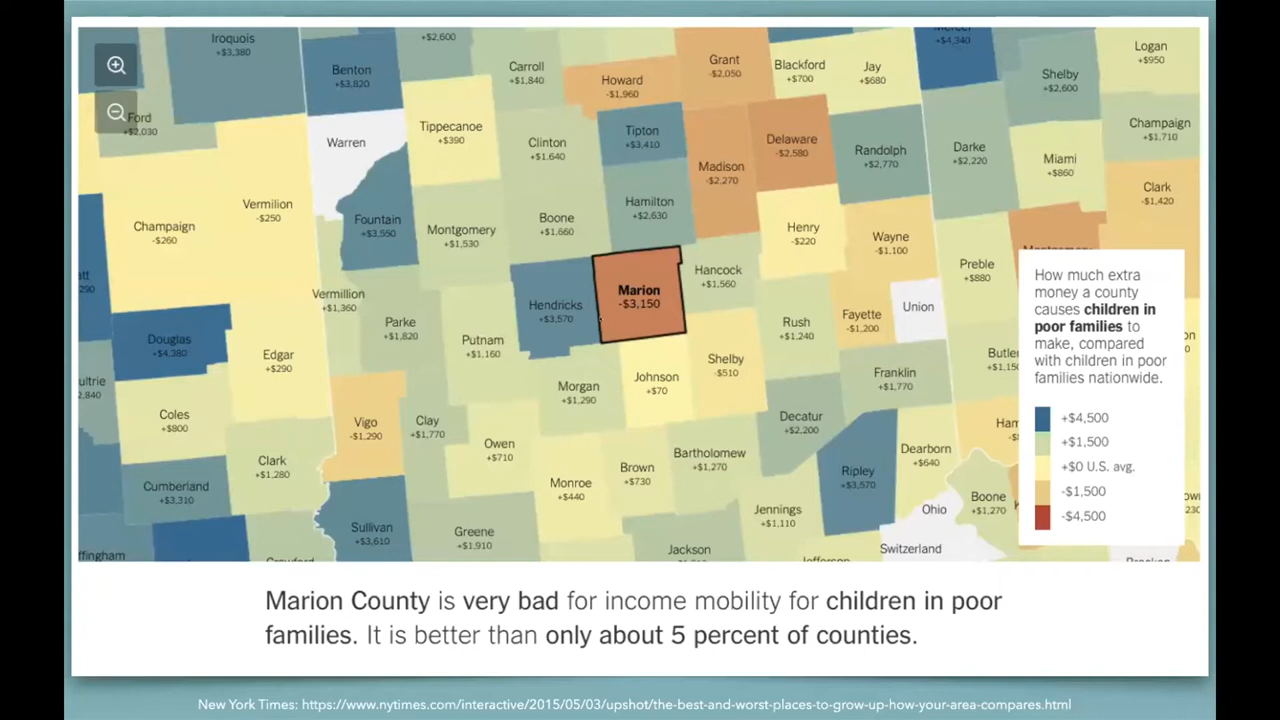 Iroquois
+$3,380
Benton
+$3,820
+$2,600
Carroll
+$1,840
Howard
-$1,960
Grant
-$2,050
Blackford
+$700
Jay
+$680
Mercer
+$4,340
Shelby
+$2,600
Logan
+$950
Ford
+$2,030
Warren
Tippecanoe
+$390
Clinton
+$1,640
Tipton
+$3,410
Madison
-$2,270
Delaware
-$2,580
Randolph
+$2,770
Darke
+$2,220
Miami
+$860
Champaign
+$1,710
Clark
-$1,420
Champaign
-$260
Vermilion
-$250
Fountain
+$3,550
Montgomery
+$1,530
Boone
+$1,660
Hamilton
+$2,630
Henry
-$220
Wayne
-$1,100
Montgomery
Preble
+$880
Vermillion
+$1,360
Parke
+$1,820
Hendricks
+$3,570
Marion
-$3,150
Hancock
+$1,560
Rush
+$1,240
Fayette
-$1,200
Union
Douglas
+$4,280
Edgar
+$290
Putnam
+$1,160
Morgan
+$1,290
Johnson
+$70
Shelby
-$510
Franklin
+$1,770
Butler
+$1,150
Coles
+$800
Vigo
-$1,290
Clay
+$1,770
Owen
+$710
Decatur
+$2,200
Clark
+$1,280
Monroe
+$440
Brown
+$730
Bartholomew
+$1,270
Ripley
+$3,570
Dearborn
+$640
Cumberland
+$3,310
Sullivan
+$3,610
Greene
+$1,910
Jackson
Jennings
+$1,110
Ohio
Boone
+$1,270
Switzerland
Effingham
Crawford
Jefferson
How much extra
money a county
causes children in
poor families to
make, compared
with children in poor
families nationwide.
+$4,500
+$1,500
+$0 U.S. avg.
-$1,500
-$4,500
Marion County is very bad for income mobility for children in poor
families. It is better than only about 5 percent of counties.
New York Times: https://www.nytimes.com/interactive/2015/05/03/upshot/the-best-and-worst-places-to-grow-up-how-your-area-compares.html